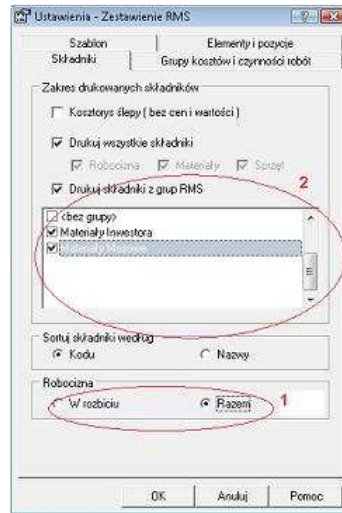 Ustawienia - Zestawienie RMS
Szablon Elementy i pozycje
Składniki Grupy kosztów i czynności robót
Zakres drukowanych składników
Kosztorys ślepy ( bez cen i wartości )
Drukuj wszystkie składniki
Robocizna Materiały Sprzęt
Drukuj składniki z grup RMS
2
<bez grupy>
Materiały Inwestora
Materiały Masowe
Sortuj składniki według
Kodu Nazwy
Robocizna
W rozbiciu Razem 1
OK Anuluj Pomoc